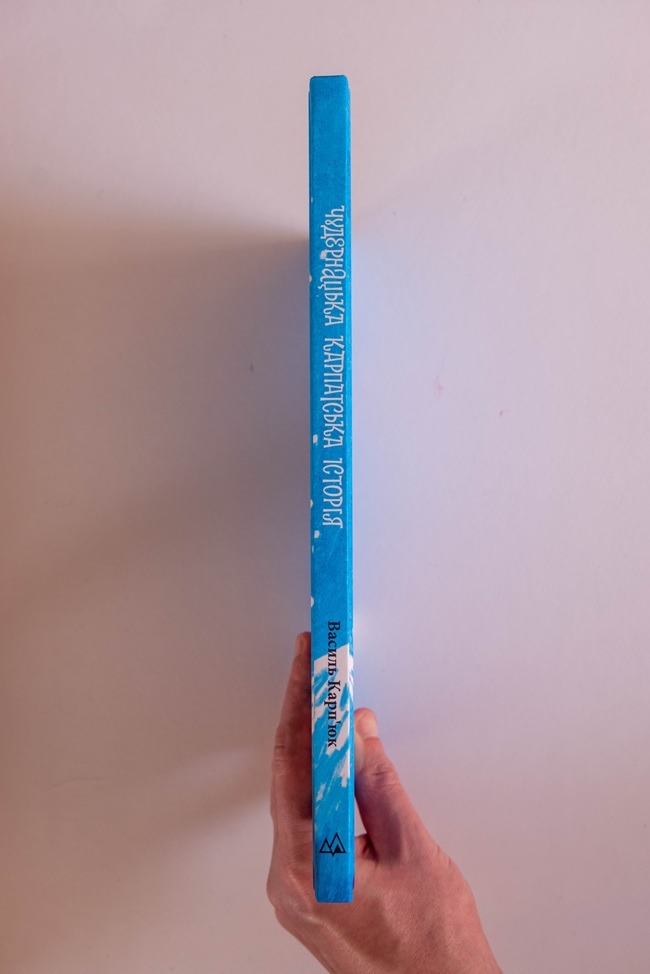 ЧУДЕРНАЦЬКА КАРПАТСЬКА ІСТОРІЯ
Василь Карп'юк